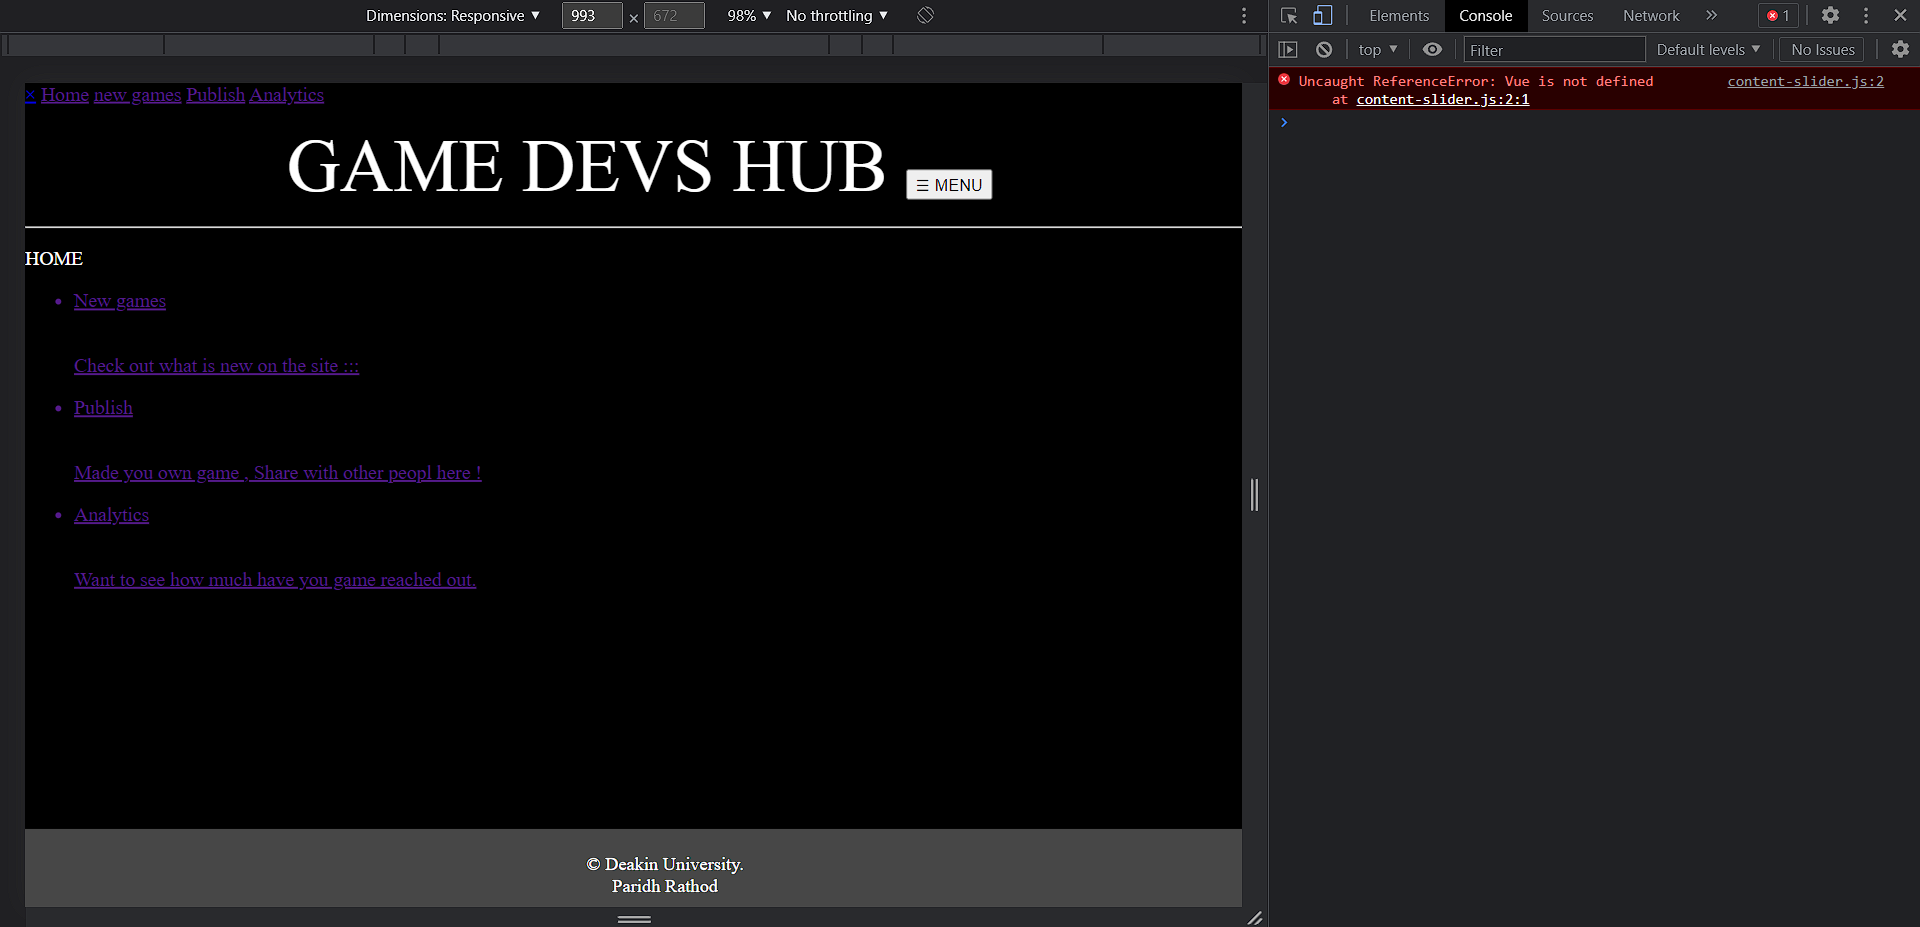 Dimensions: Responsive ▼ 993 × 672 98% ▼ No throttling ▼
Elements Console Sources Network » 1
top ▼ Filter Default levels ▼ No Issues
Uncaught ReferenceError: Vue is not defined content-slider.js:2
at content-slider.js:2:1
× Home new games Publish Analytics
GAME DEVS HUB ☰ MENU
HOME
• New games
Check out what is new on the site :::
• Publish
Made you own game , Share with other peopl here !
• Analytics
Want to see how much have you game reached out.
© Deakin University.
Paridh Rathod